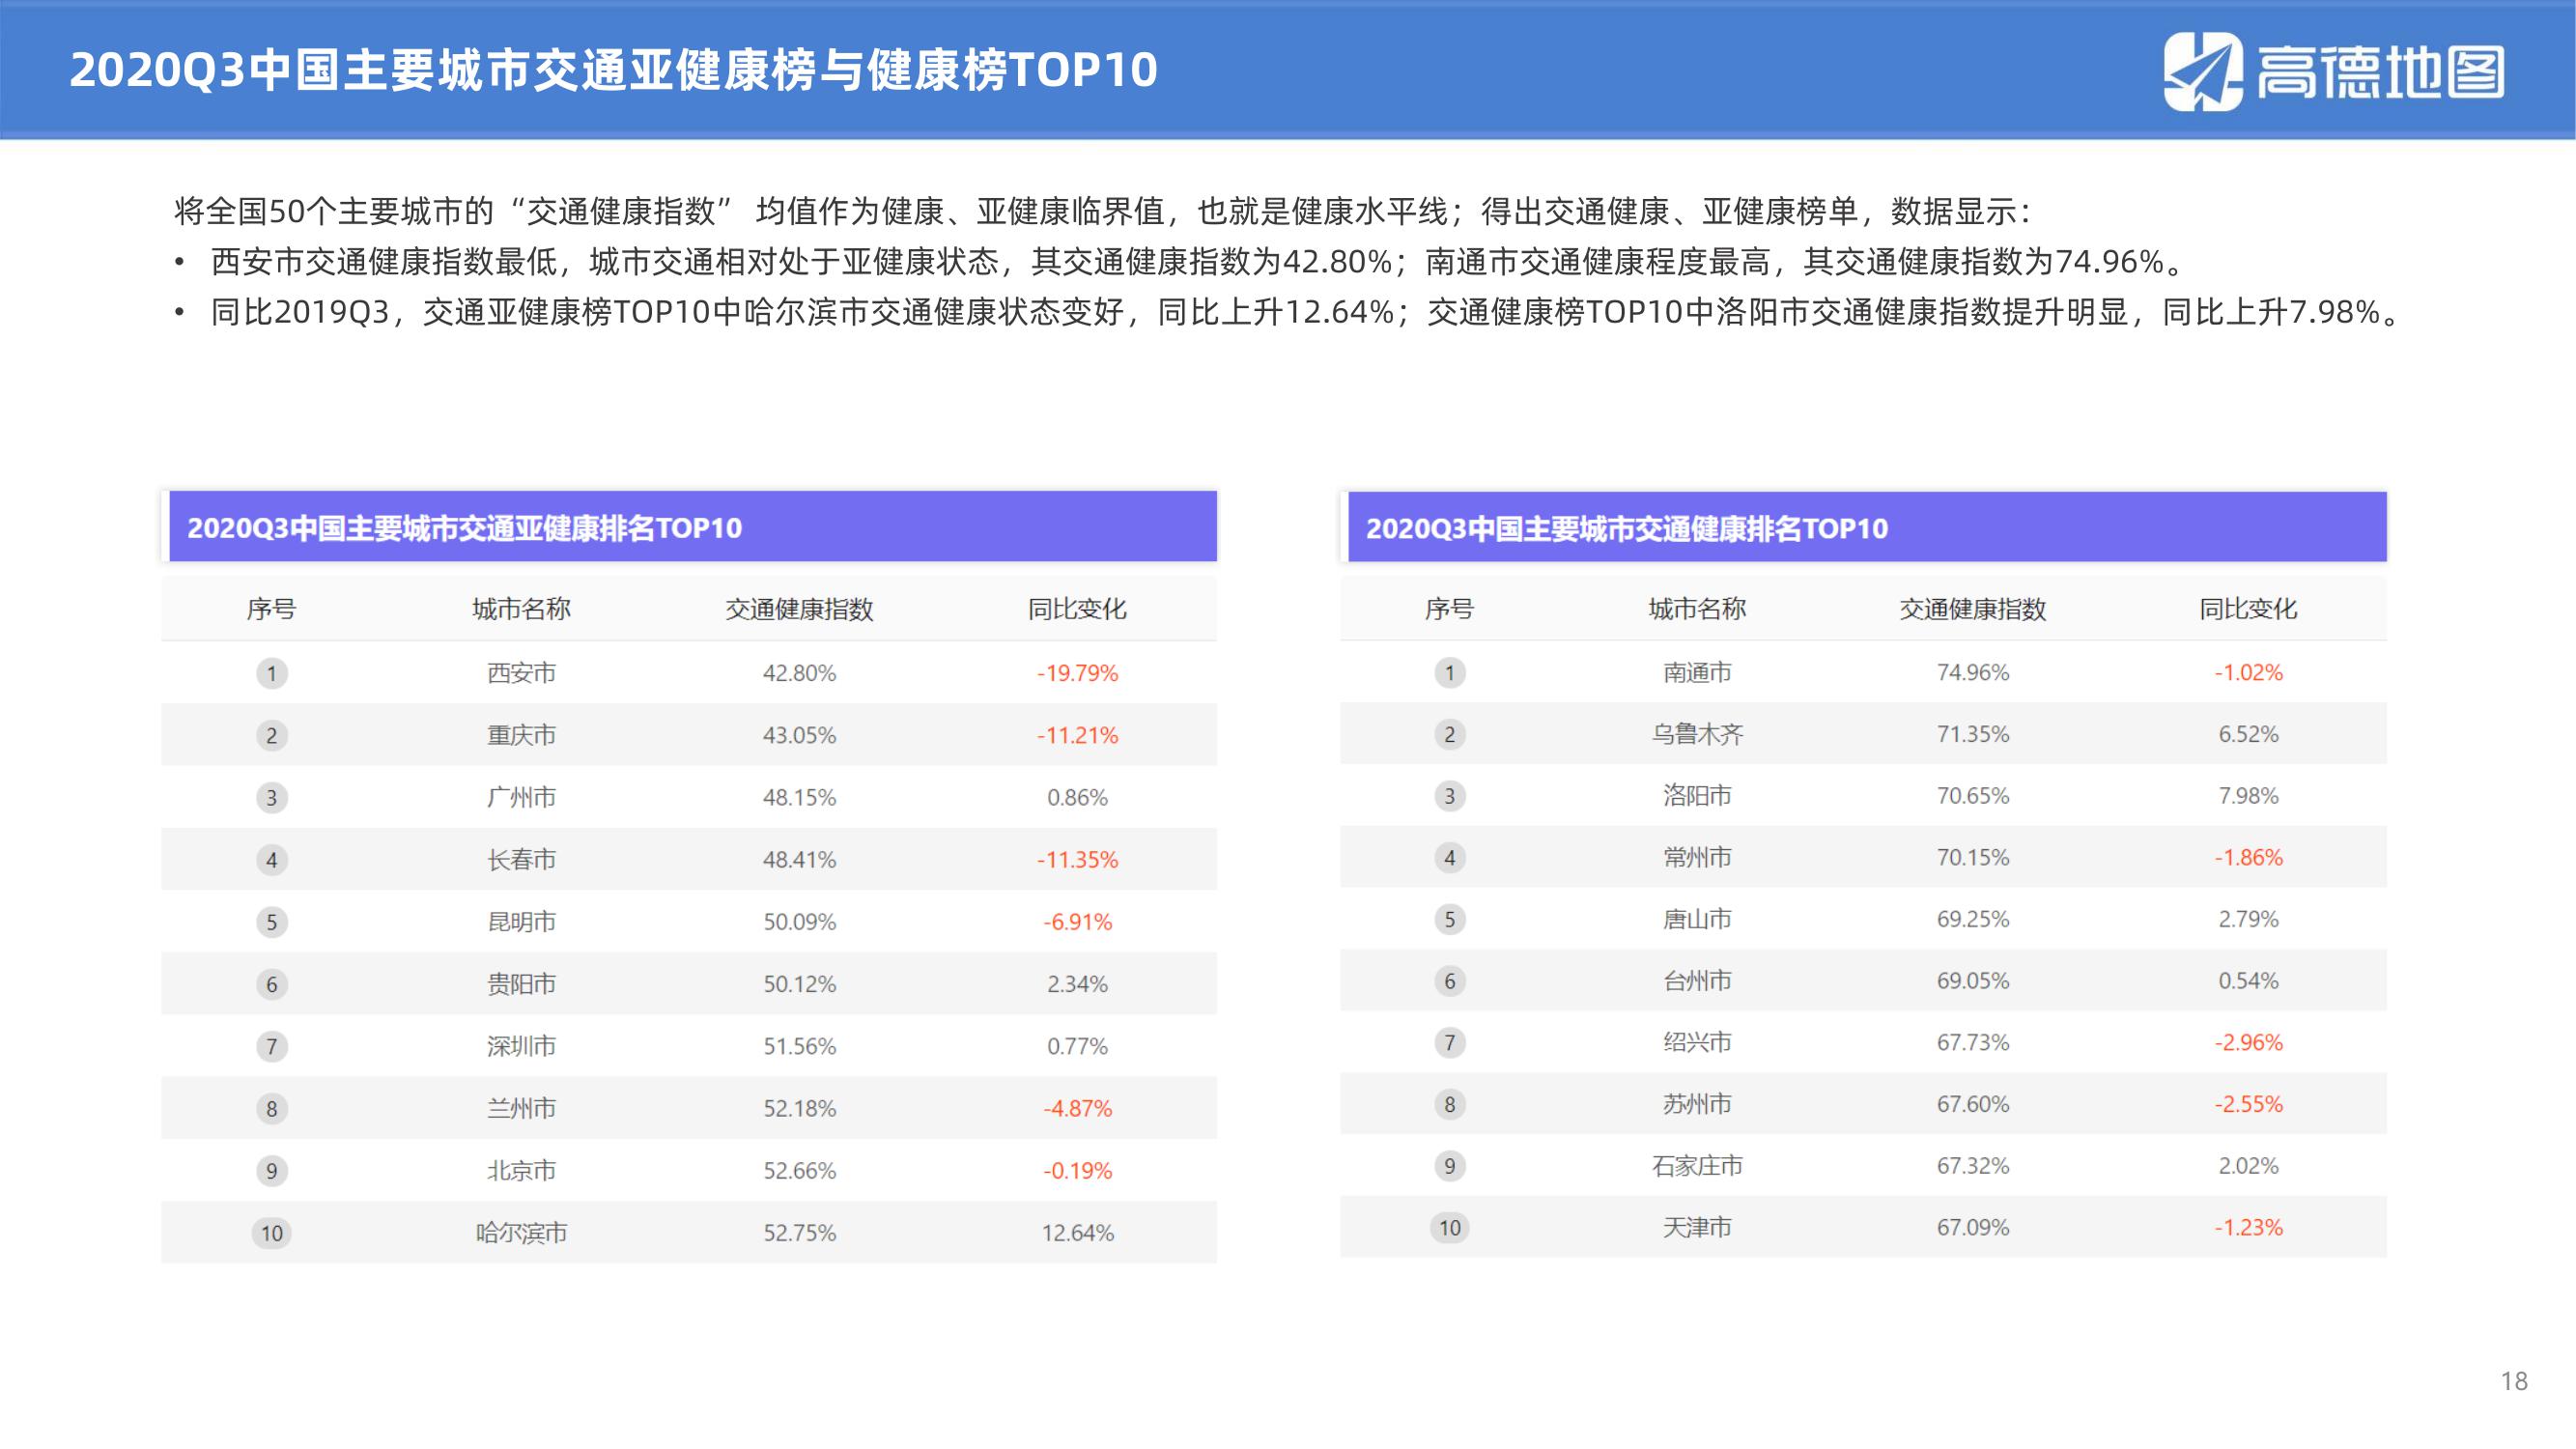 2020Q3中国主要城市交通亚健康榜与健康榜TOP10
高德地图
将全国50个主要城市的“交通健康指数” 均值作为健康、亚健康临界值，也就是健康水平线；得出交通健康、亚健康榜单，数据显示：
• 西安市交通健康指数最低，城市交通相对处于亚健康状态，其交通健康指数为42.80%；南通市交通健康程度最高，其交通健康指数为74.96%。
• 同比2019Q3，交通亚健康榜TOP10中哈尔滨市交通健康状态变好，同比上升12.64%；交通健康榜TOP10中洛阳市交通健康指数提升明显，同比上升7.98%。
2020Q3中国主要城市交通亚健康排名TOP10
序号 城市名称 交通健康指数 同比变化
1 西安市 42.80% -19.79%
2 重庆市 43.05% -11.21%
3 广州市 48.15% 0.86%
4 长春市 48.41% -11.35%
5 昆明市 50.09% -6.91%
6 贵阳市 50.12% 2.34%
7 深圳市 51.56% 0.77%
8 兰州市 52.18% -4.87%
9 北京市 52.66% -0.19%
10 哈尔滨市 52.75% 12.64%
2020Q3中国主要城市交通健康排名TOP10
序号 城市名称 交通健康指数 同比变化
1 南通市 74.96% -1.02%
2 乌鲁木齐 71.35% 6.52%
3 洛阳市 70.65% 7.98%
4 常州市 70.15% -1.86%
5 唐山市 69.25% 2.79%
6 台州市 69.05% 0.54%
7 绍兴市 67.73% -2.96%
8 苏州市 67.60% -2.55%
9 石家庄市 67.32% 2.02%
10 天津市 67.09% -1.23%
18